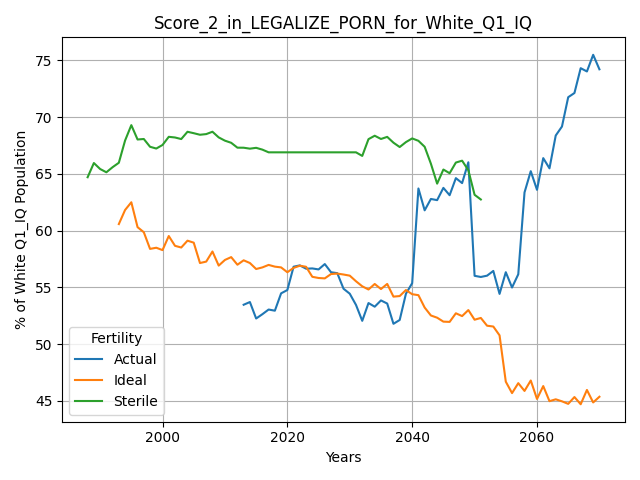 Score_2_in_LEGALIZE_PORN_for_White_Q1_IQ
% of White Q1_IQ Population
75
70
65
60
55
50
45
Fertility
Actual
Ideal
Sterile
2000
2020
2040
2060
Years